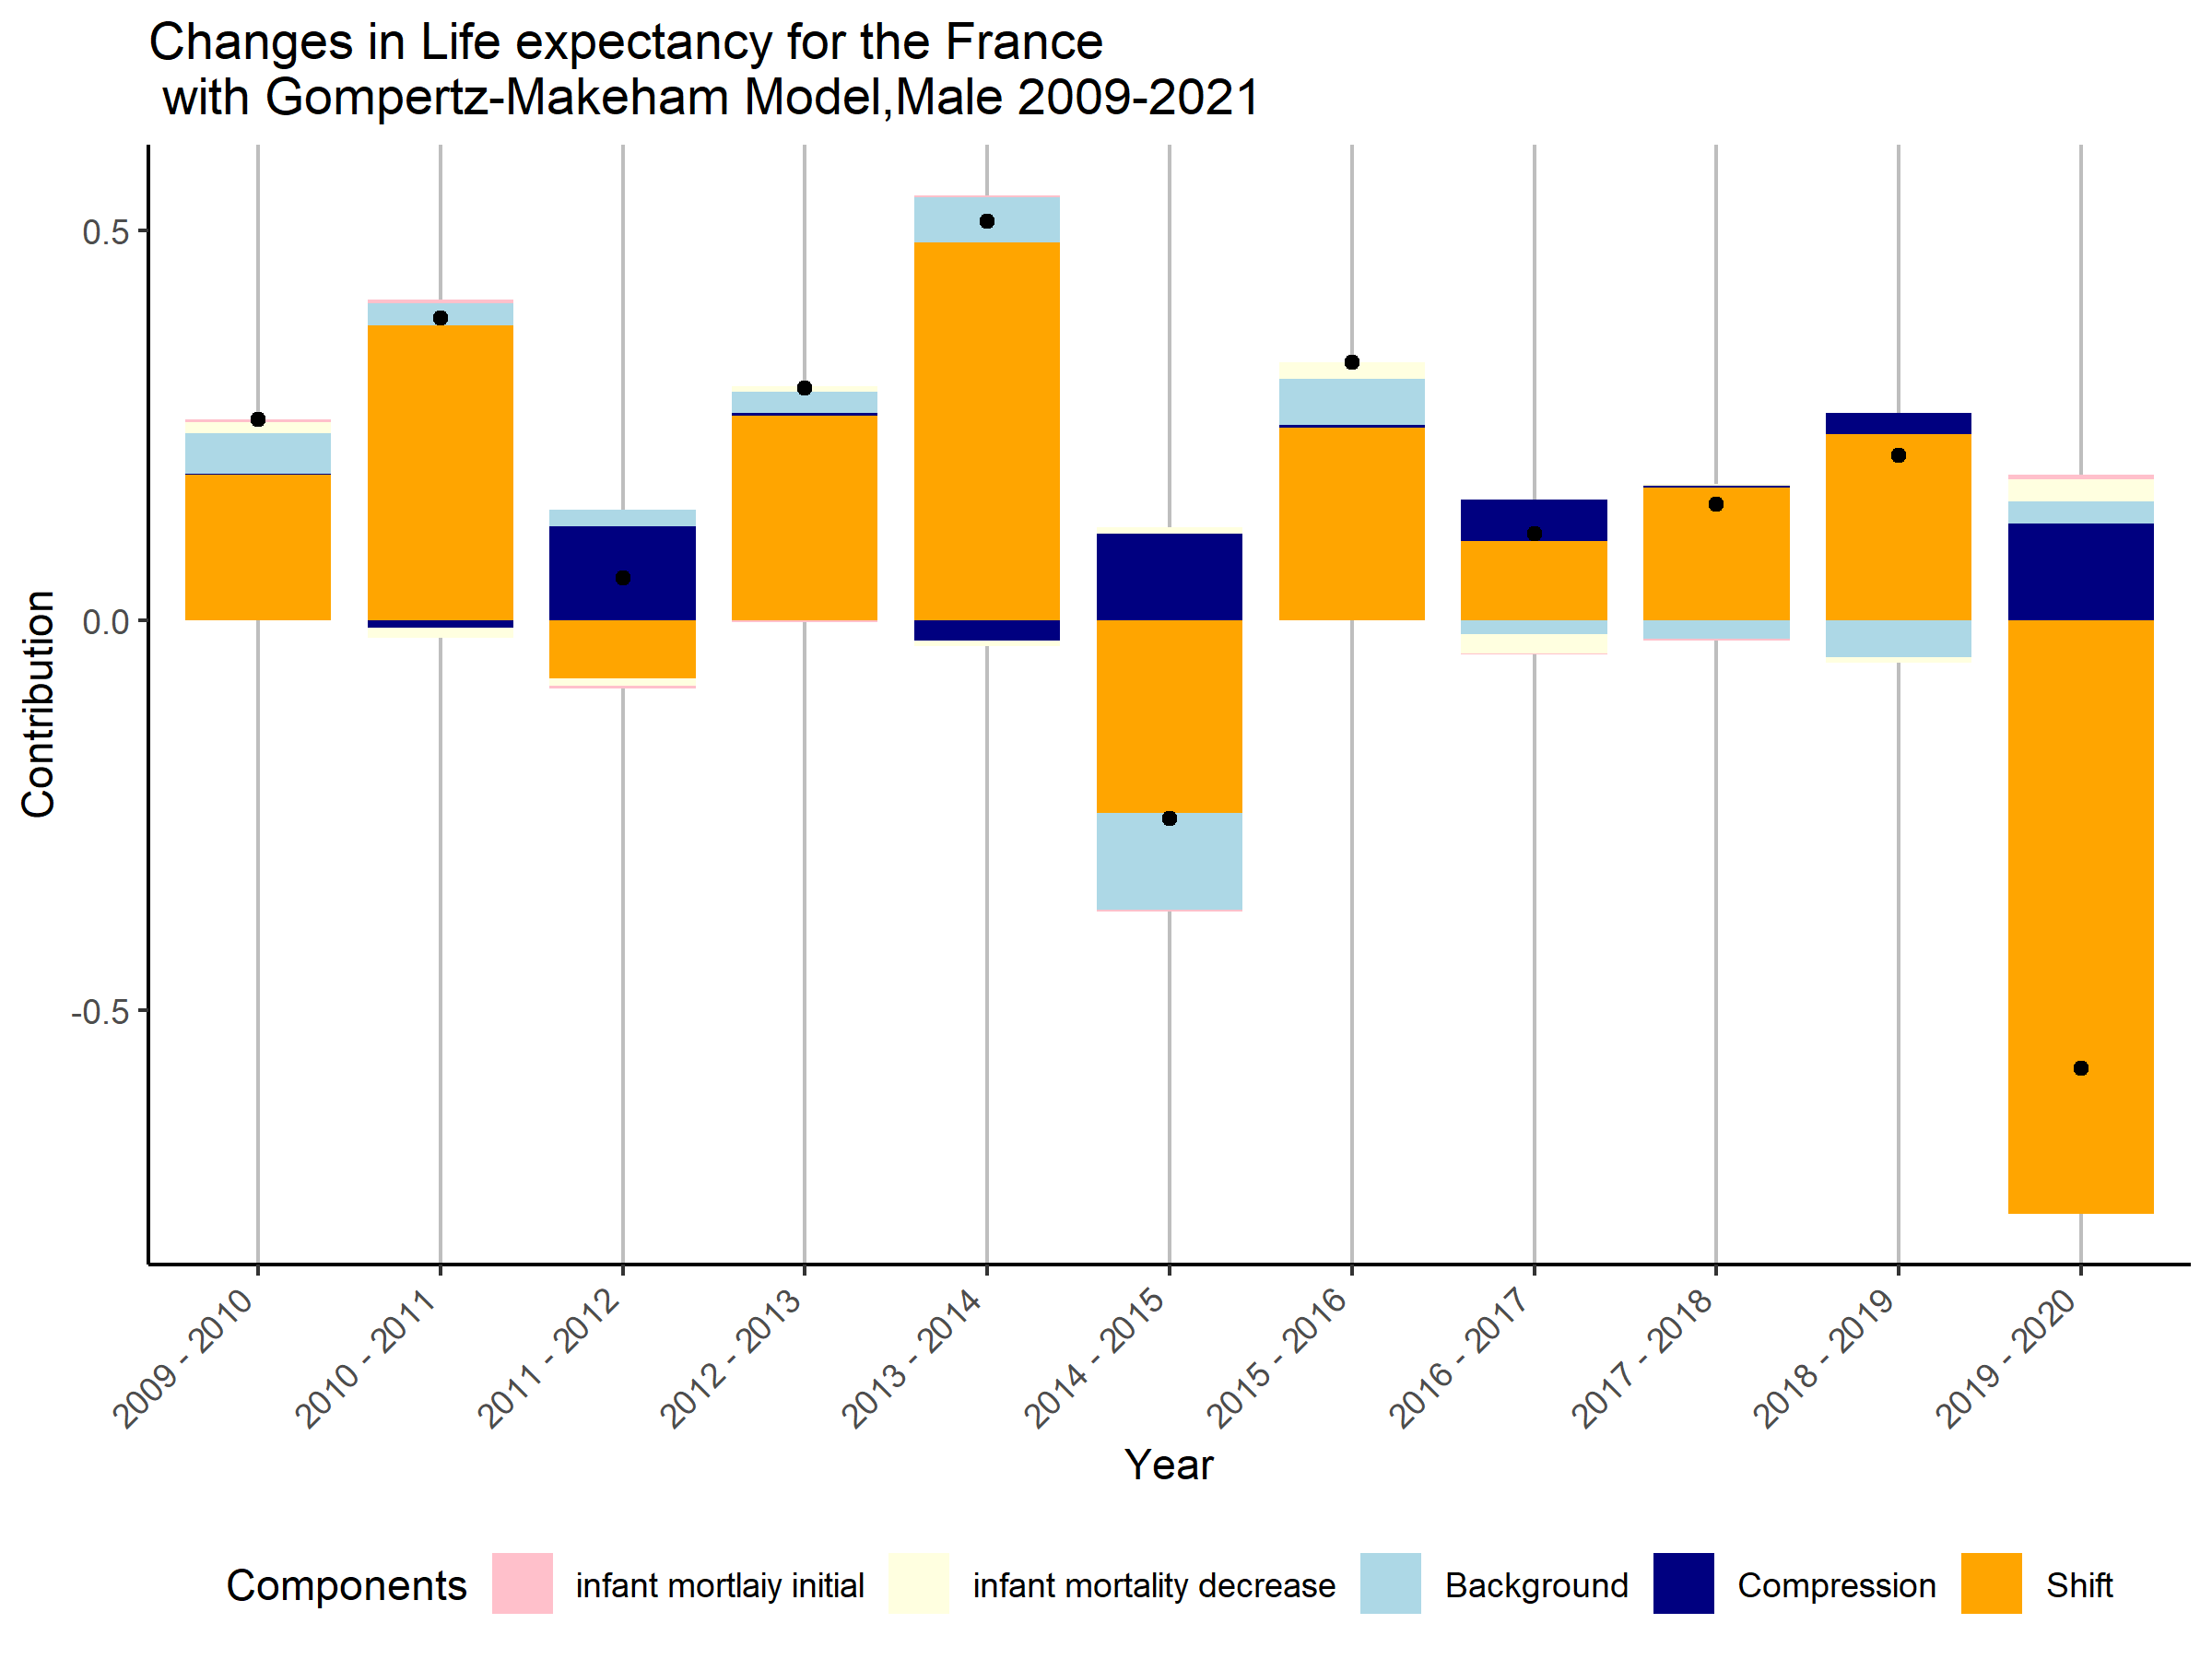 Changes in Life expectancy for the France
with Gompertz-Makeham Model,Male 2009-2021
Contribution
0.5
0.0
-0.5
2009 - 2010
2010 - 2011
2011 - 2012
2012 - 2013
2013 - 2014
2014 - 2015
2015 - 2016
2016 - 2017
2017 - 2018
2018 - 2019
2019 - 2020
Year
Components infant mortlaiy initial infant mortality decrease Background Compression Shift